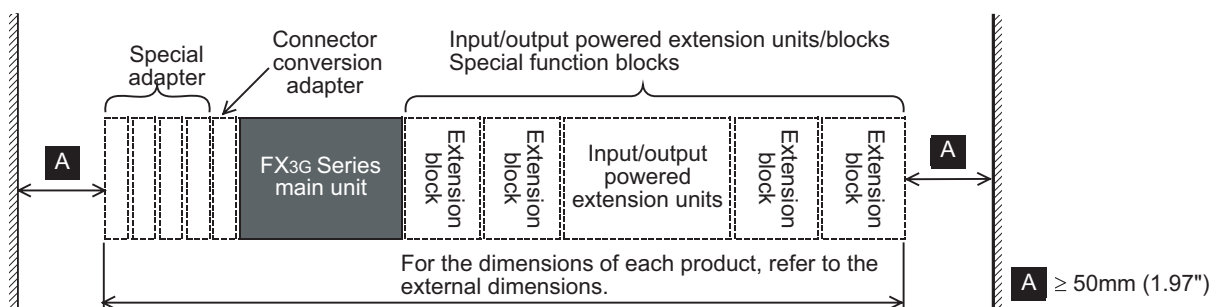 Special
adapter
Connector
conversion
adapter
Input/output powered extension units/blocks
Special function blocks
A
FX3G Series
main unit
Extension
block
Extension
block
Input/output
powered
extension units
Extension
block
Extension
block
A
For the dimensions of each product, refer to the
external dimensions.
A ≥ 50mm (1.97")